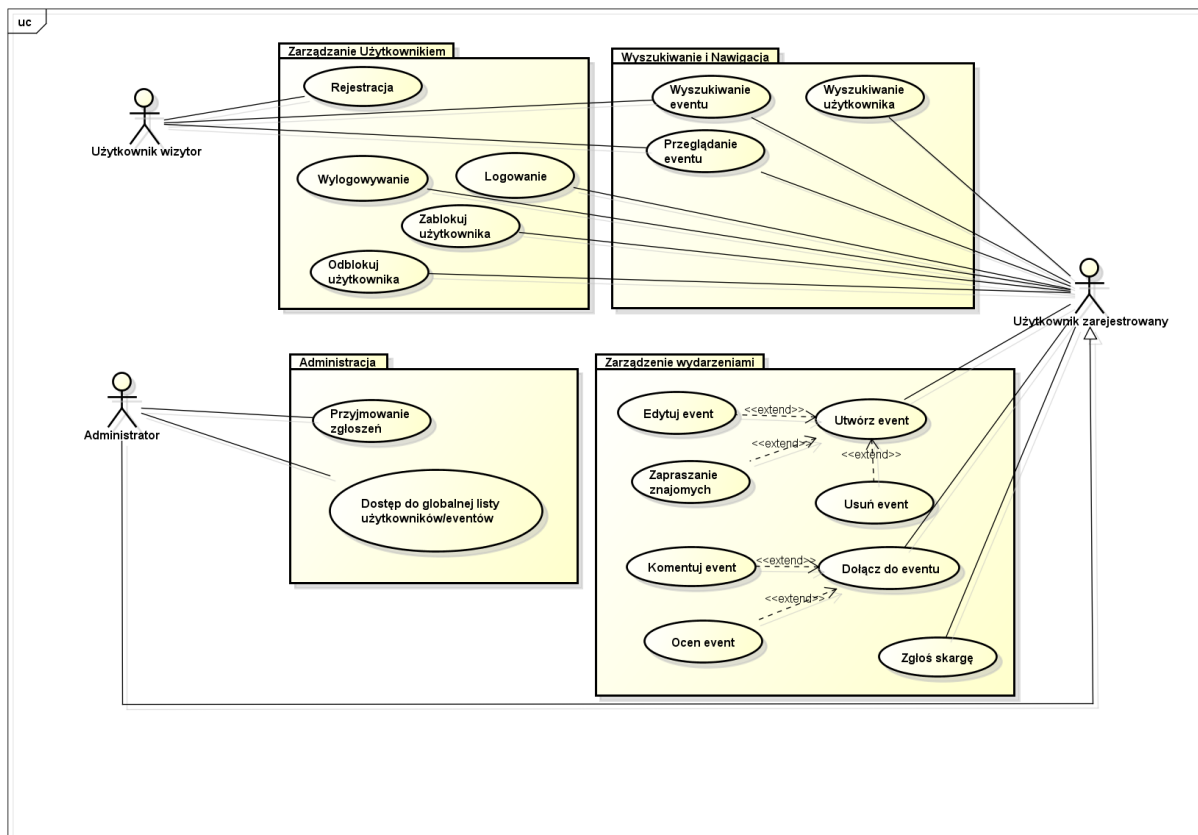 uc
Zarządzanie Użytkownikiem
Rejestracja
Wylogowywanie
Logowanie
Zablokuj
użytkownika
Odblokuj
użytkownika
Wyszukiwanie i Nawigacja
Wyszukiwanie
eventu
Wyszukiwanie
użytkownika
Przeglądanie
eventu
Użytkownik wizytor
Użytkownik zarejestrowany
Administracja
Przyjmowanie
zgłoszeń
Dostęp do globalnej listy
użytkowników/eventów
Administrator
Zarządzenie wydarzeniami
Edytuj event
<<extend>>
Utwórz event
<<extend>>
Zapraszanie
znajomych
<<extend>>
Usuń event
Komentuj event
<<extend>>
Dołącz do eventu
<<extend>>
Ocen event
Zgłoś skargę